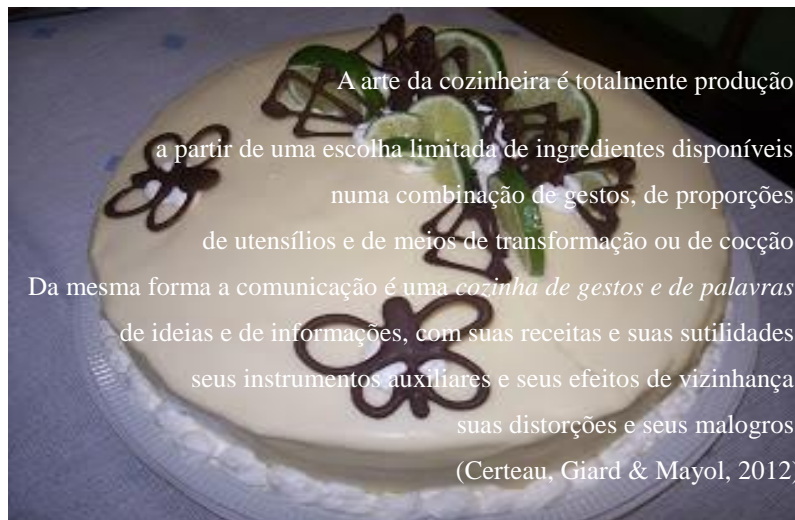 A arte da cozinheira é totalmente produção
a partir de uma escolha limitada de ingredientes disponíveis
numa combinação de gestos, de proporções
de utensílios e de meios de transformação ou de cocção
Da mesma forma a comunicação é uma cozinha de gestos e de palavras
de ideias e de informações, com suas receitas e suas sutilidades
seus instrumentos auxiliares e seus efeitos de vizinhança
suas distorções e seus malogros
(Certeau, Giard & Mayol, 2012)